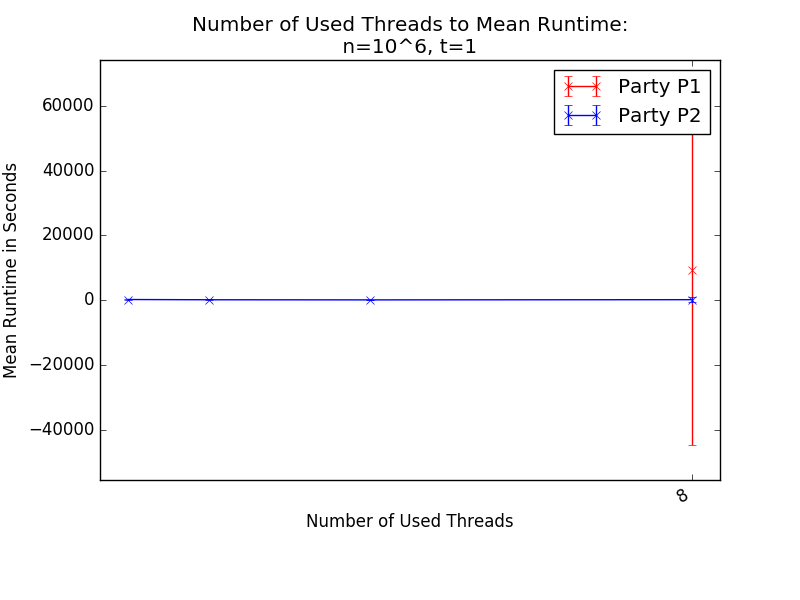 Number of Used Threads to Mean Runtime:
n=10^6, t=1
Party P1
Party P2
Mean Runtime in Seconds
60000
40000
20000
0
−20000
−40000
8
Number of Used Threads